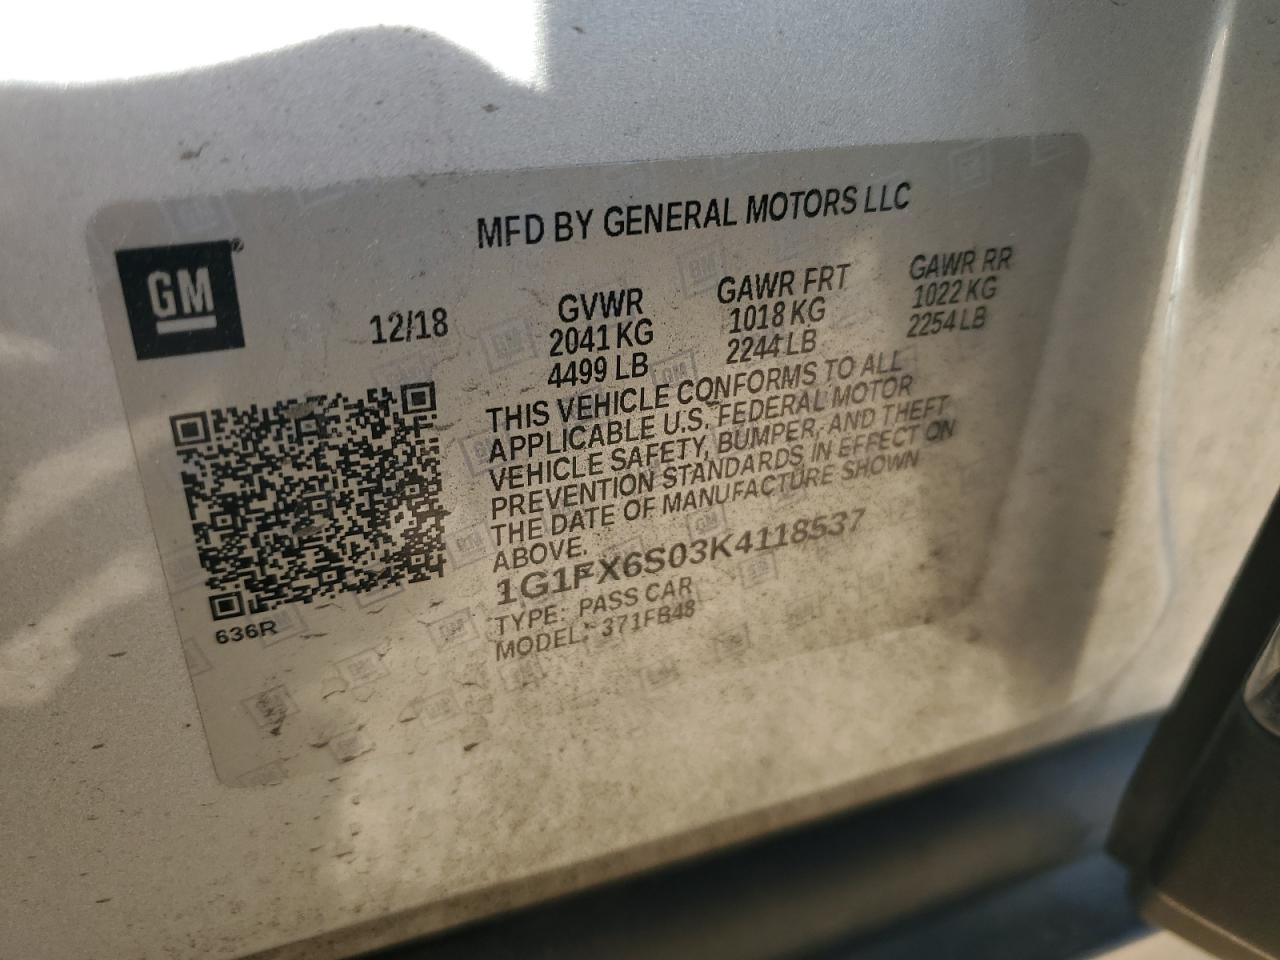 MFD BY GENERAL MOTORS LLC
GM
12/18
GVWR
2041 KG
4499 LB
GAWR FRT
1018 KG
2244 LB
GAWR RR
1022 KG
2254 LB
THIS VEHICLE CONFORMS TO ALL
APPLICABLE U.S. FEDERAL MOTOR
VEHICLE SAFETY, BUMPER, AND THEFT
PREVENTION STANDARDS IN EFFECT ON
THE DATE OF MANUFACTURE SHOWN
ABOVE.
1G1FX6S03K4118537
TYPE: PASS CAR
MODEL: 371FB48
636R